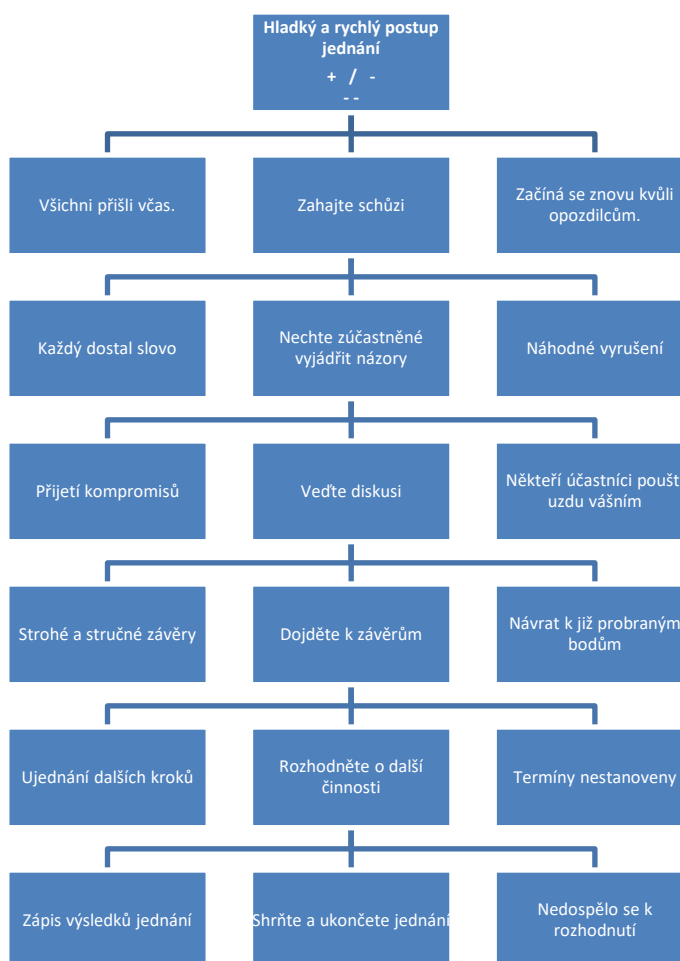 Hladký a rychlý postup
jednání
+ / -
- -
Všichni přišli včas.
Zahajte schůzi
Začíná se znovu kvůli
opozdilcům.
Každý dostal slovo
Nechte zúčastněné
vyjádřit názory
Náhodné vyrušení
Přijetí kompromisů
Veďte diskusi
Někteří účastníci poušt
uzdu vášním
Strohé a stručné závěry
Dojděte k závěrům
Návrat k již probraným
bodům
Ujednání dalších kroků
Rozhodněte o další
činnosti
Termíny nestanoveny
Zápis výsledků jednání
Shrňte a ukončete jednání
Nedospělo se k
rozhodnutí